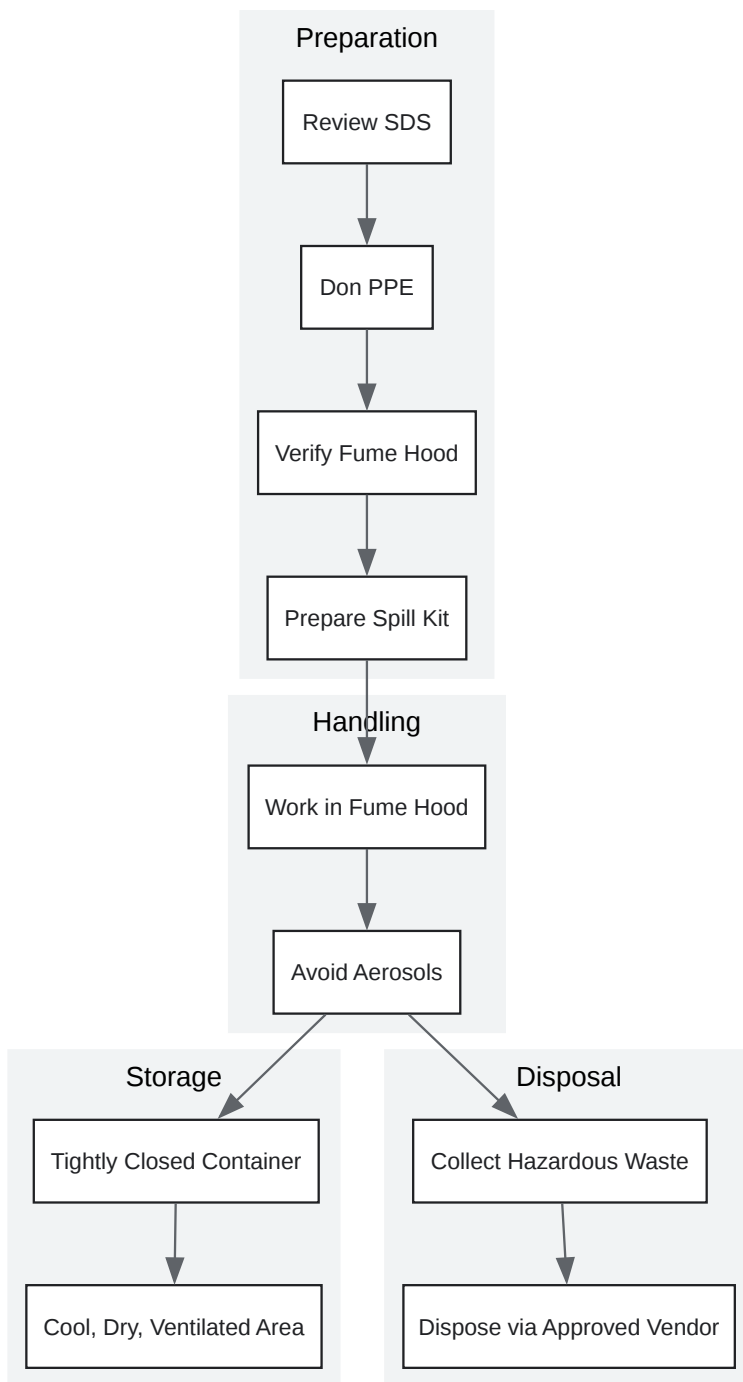 Preparation
Review SDS
Don PPE
Verify Fume Hood
Prepare Spill Kit
Handling
Work in Fume Hood
Avoid Aerosols
Storage
Tightly Closed Container
Cool, Dry, Ventilated Area
Disposal
Collect Hazardous Waste
Dispose via Approved Vendor